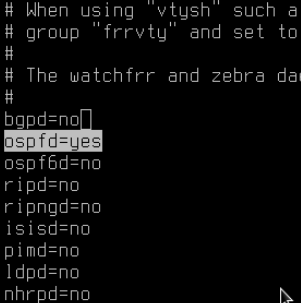 # When using "vtysh" such a
# group "frrvty" and set to
#
# The watchfrr and zebra da
#
bgpd=no
ospfd=yes
ospf6d=no
ripd=no
ripngd=no
isisd=no
pimd=no
ldpd=no
nhrpd=no